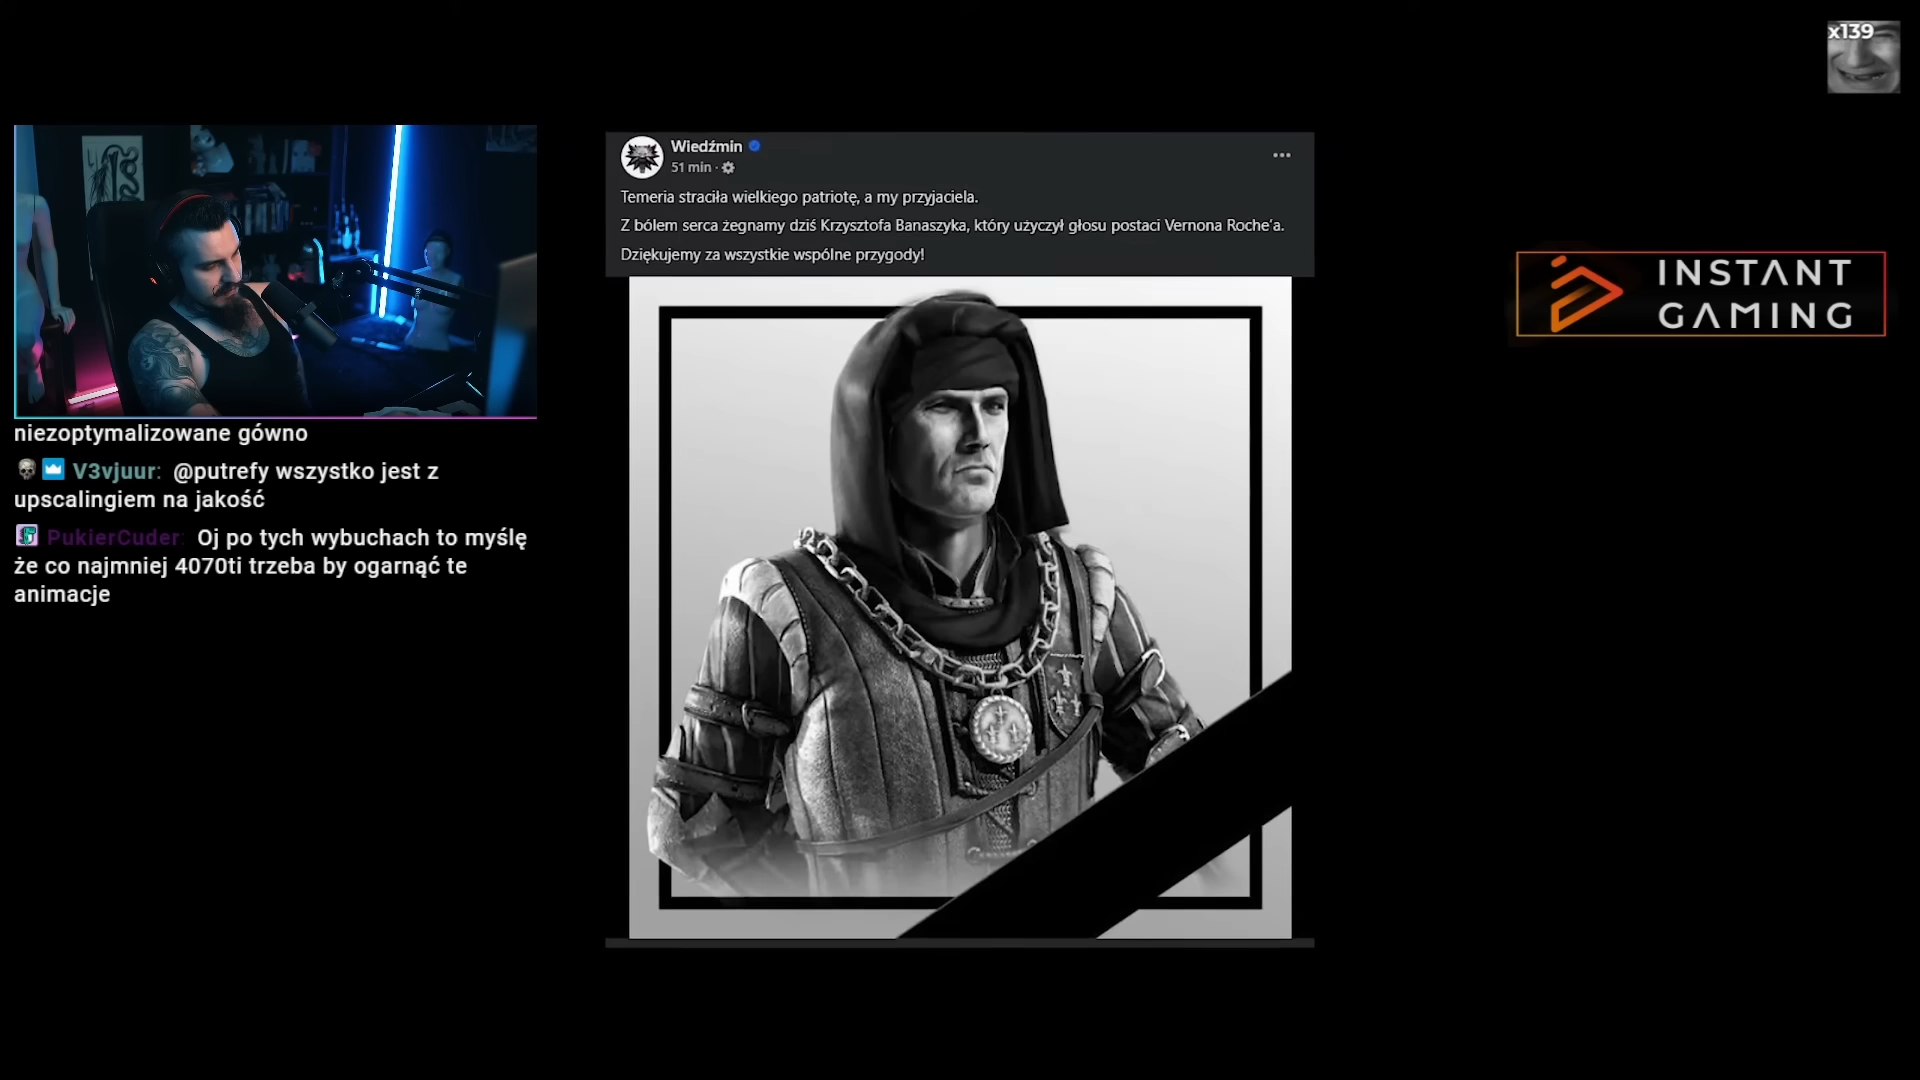 x139
Wiedźmin
51 min ·
Temeria straciła wielkiego patriotę, a my przyjaciela.
Z bólem serca żegnamy dziś Krzysztofa Banaszyka, który użyczył głosu postaci Vernona Roche'a.
Dziękujemy za wszystkie wspólne przygody!
INSTANT
GAMING
niezoptymalizowane gówno
V3vjuur: @putrefy wszystko jest z
upscalingiem na jakość
PukierCuder: Oj po tych wybuchach to myślę
że co najmniej 4070ti trzeba by ogarnąć te
animacje